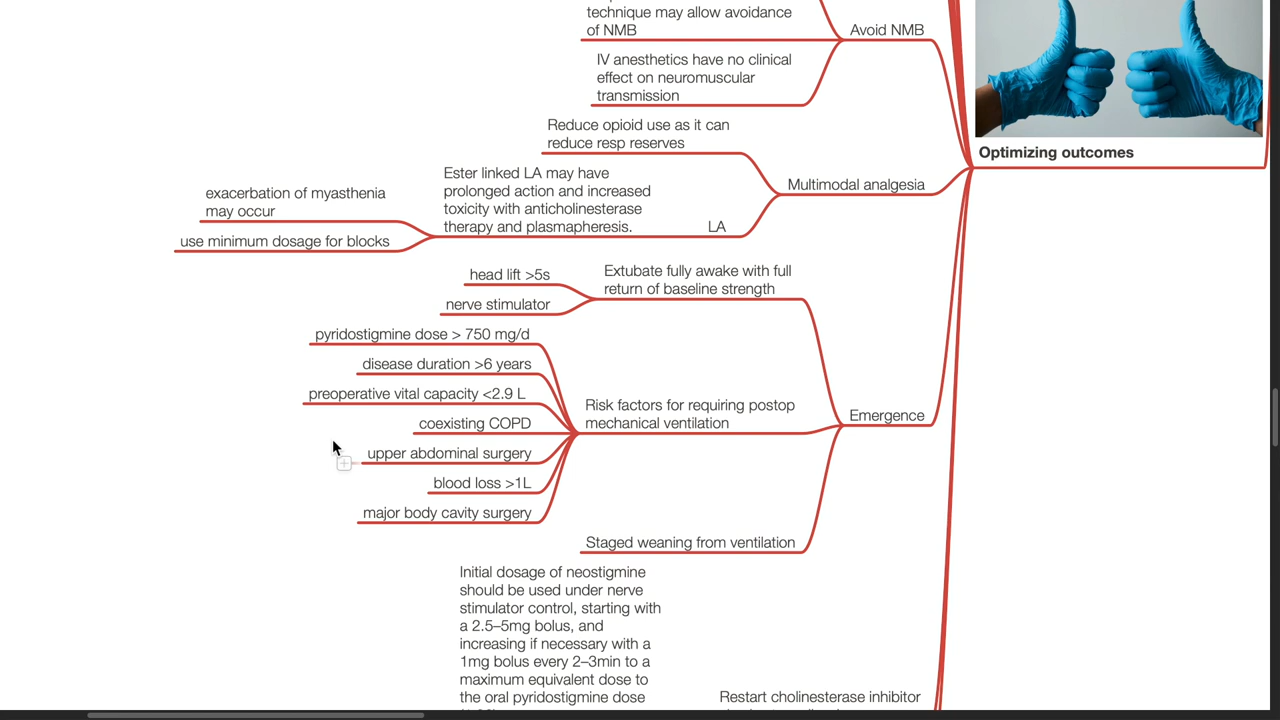 technique may allow avoidance
of NMB
Avoid NMB
IV anesthetics have no clinical
effect on neuromuscular
transmission
Optimizing outcomes
Reduce opioid use as it can
reduce resp reserves
Multimodal analgesia
Ester linked LA may have
prolonged action and increased
toxicity with anticholinesterase
therapy and plasmapheresis.
LA
exacerbation of myasthenia
may occur
use minimum dosage for blocks
Extubate fully awake with full
return of baseline strength
head lift >5s
nerve stimulator
pyridostigmine dose > 750 mg/d
disease duration >6 years
preoperative vital capacity <2.9 L
coexisting COPD
upper abdominal surgery
blood loss >1L
major body cavity surgery
Risk factors for requiring postop
mechanical ventilation
Emergence
Staged weaning from ventilation
Initial dosage of neostigmine
should be used under nerve
stimulator control, starting with
a 2.5–5mg bolus, and
increasing if necessary with a
1mg bolus every 2–3min to a
maximum equivalent dose to
the oral pyridostigmine dose
Restart cholinesterase inhibitor